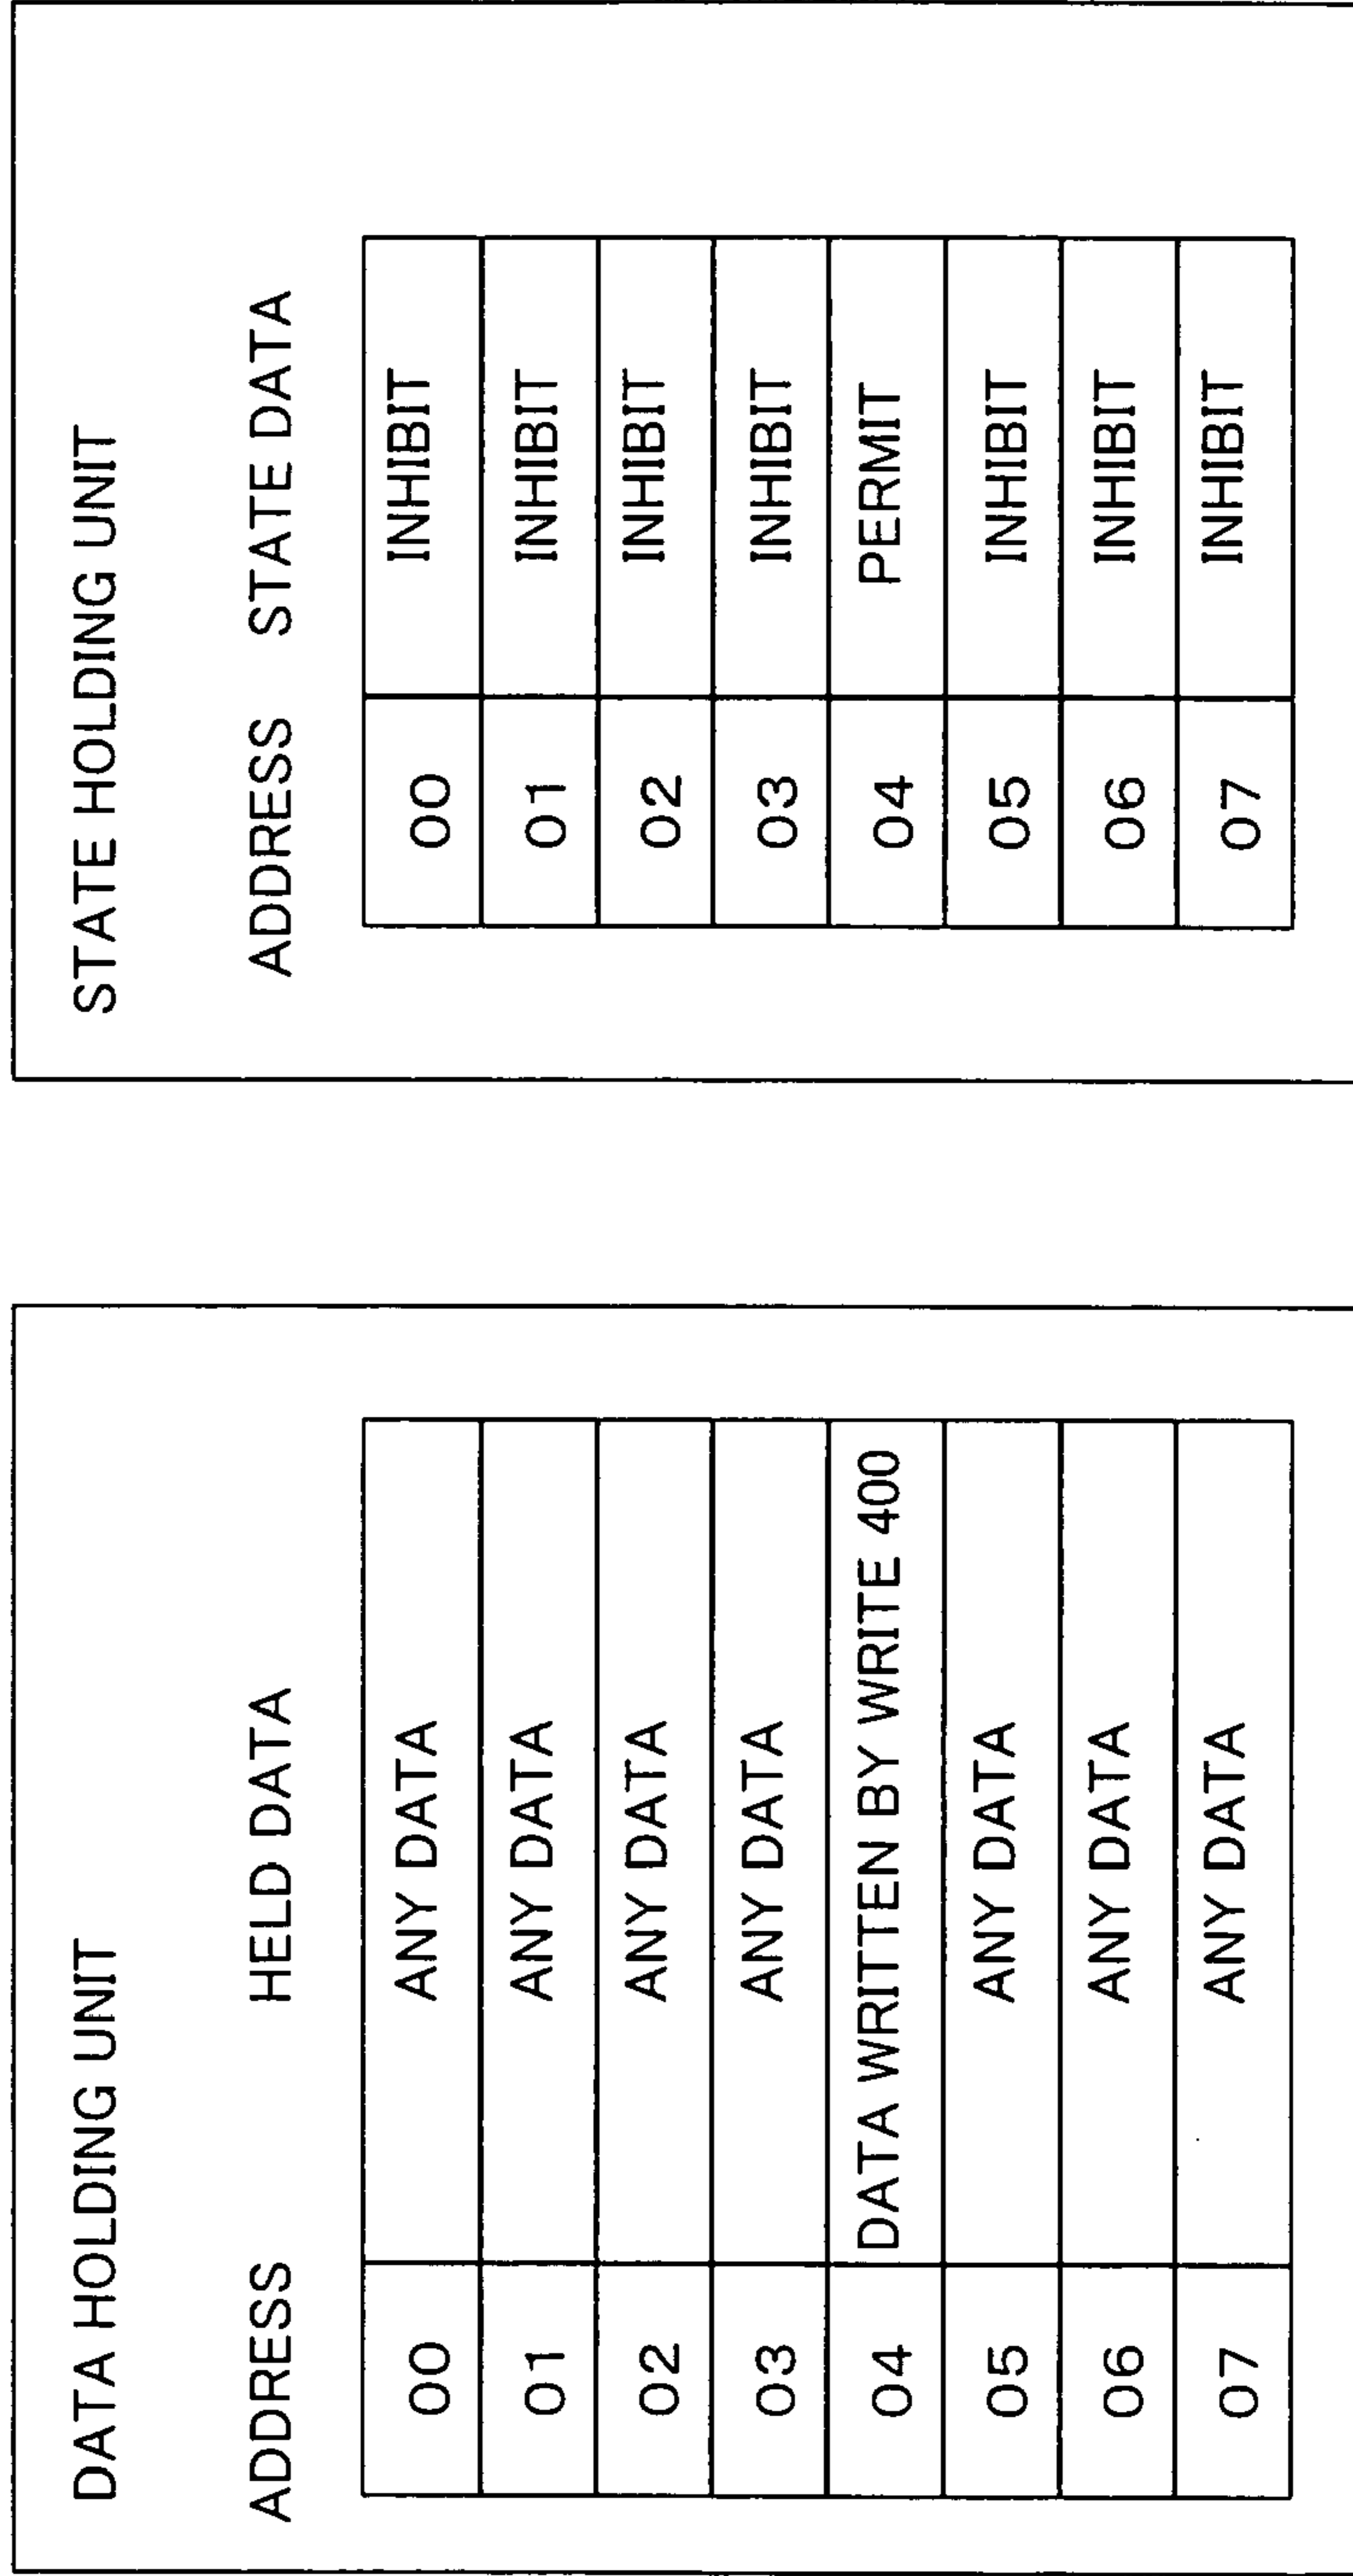 DATA HOLDING UNIT
ADDRESS HELD DATA
00 ANY DATA
01 ANY DATA
02 ANY DATA
03 ANY DATA
04 DATA WRITTEN BY WRITE 400
05 ANY DATA
06 ANY DATA
07 ANY DATA
STATE HOLDING UNIT
ADDRESS STATE DATA
00 INHIBIT
01 INHIBIT
02 INHIBIT
03 INHIBIT
04 PERMIT
05 INHIBIT
06 INHIBIT
07 INHIBIT